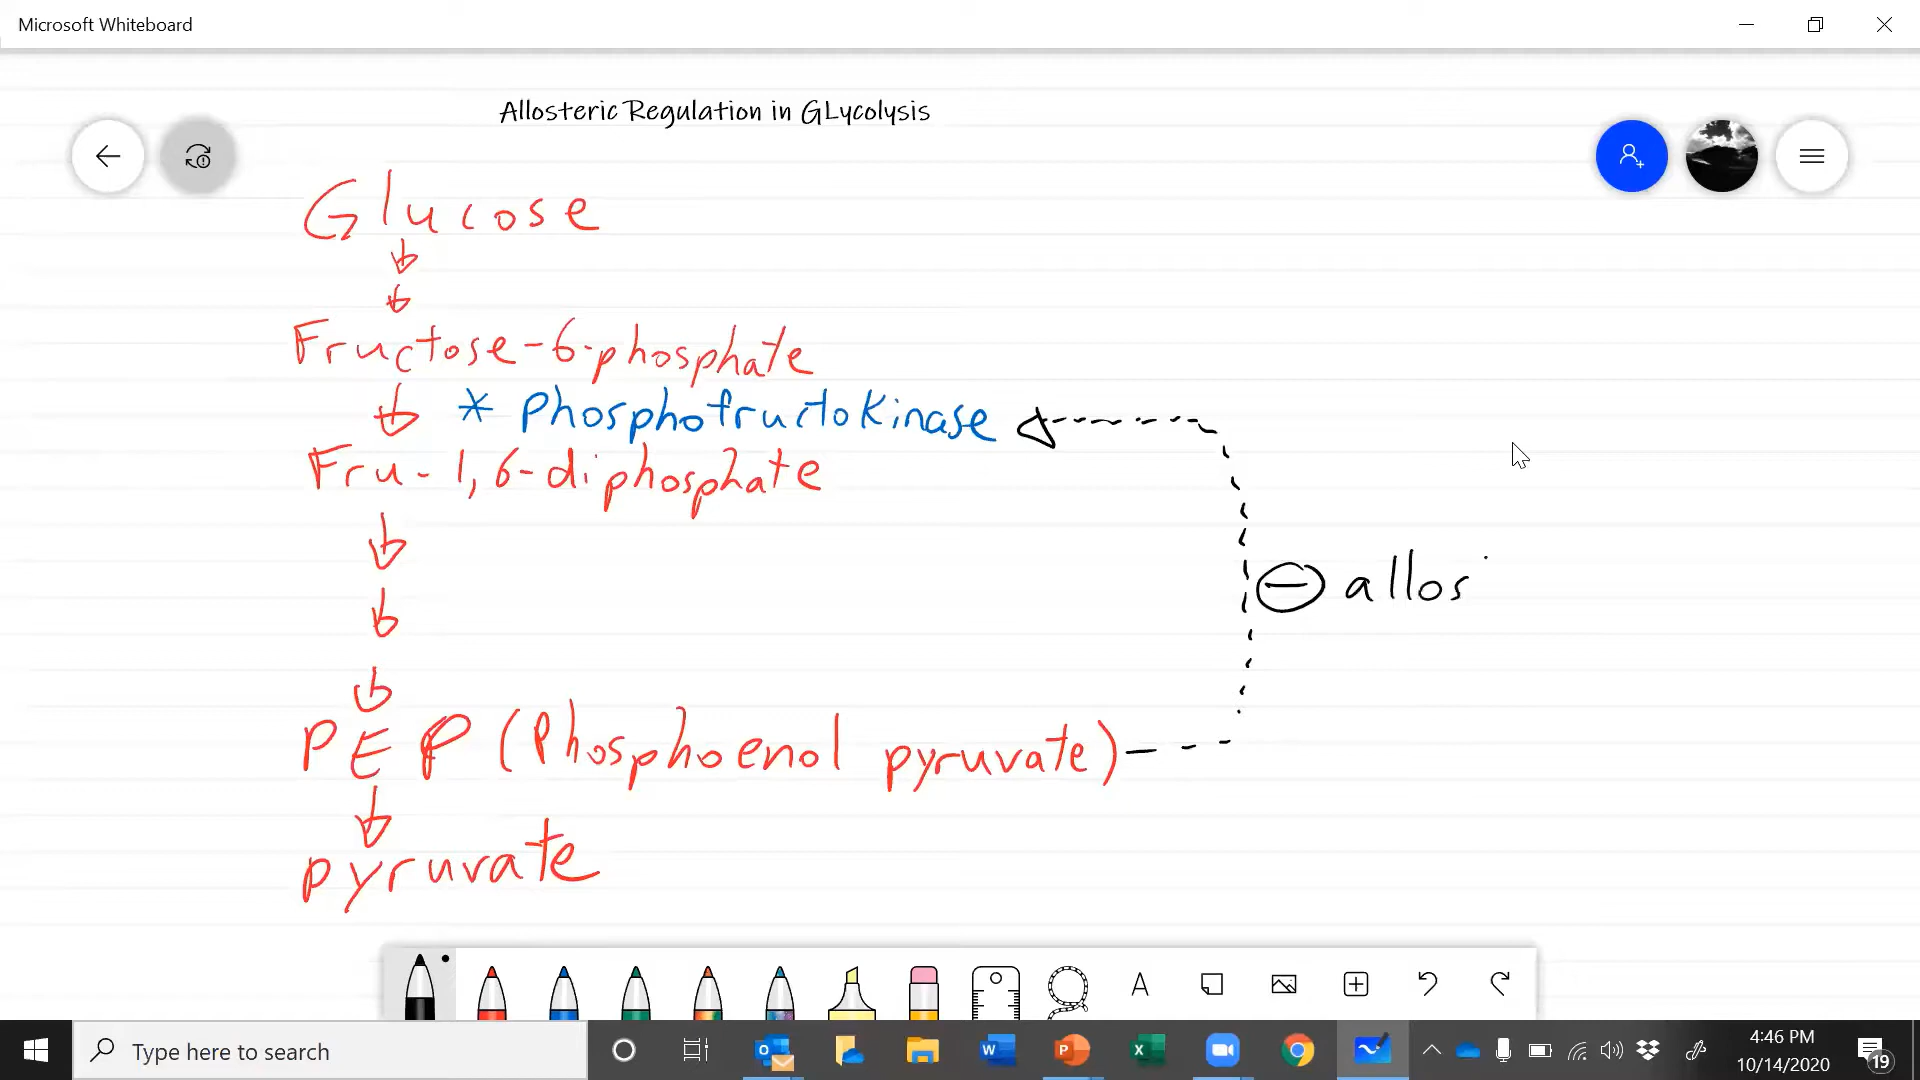 Microsoft Whiteboard
Allosteric Regulation in GLycolysis
Glucose
Fructose-6-phosphate
* Phosphofructokinase
Fru-1,6-diphosphate
⊖ allos
PEP (Phosphoenol pyruvate)
pyruvate
A
Type here to search
4:46 PM
10/14/2020
19